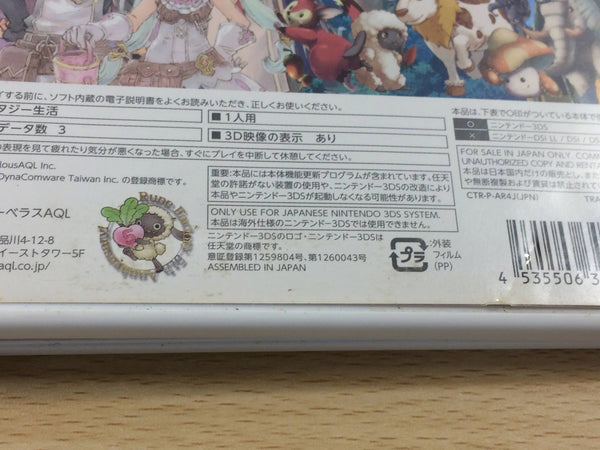 イする前に、ソフト内蔵の電子説明書をよくお読みいただき、正しくお使いください。
タジー生活
データ数 3
■1人用
■3D映像の表示 あり
の表示を見て疲れたり気分が悪くなった場合、すぐにプレイを中断して休憩してください。
lousAQL Inc.
DynaComware Taiwan Inc. の登録商標です。
ーベラスAQL
品川4-12-8
イーストタワー5F
aql.co.jp/
重要:本品には本体機能更新プログラムが含まれています。任
天堂の許諾がない装置の使用や、ニンテンドー3DSの改造により
本品やニンテンドー3DSが起動しなくなる可能性があります。
ONLY USE FOR JAPANESE NINTENDO 3DS SYSTEM.
本品は海外仕様のニンテンドー3DSでは使用できません。
ニンテンドー3DSのロゴ・ニンテンドー3DSは
任天堂の商標です。
意匠登録第1259804号、第1260043号
ASSEMBLED IN JAPAN
プラ
:外装
フィルム
(PP)
本品は、下表で○印がついている本体で使
○ ニンテンドー3DS
× ニンテンドーDSi LL / DSi / DS
FOR SALE IN JAPAN ONLY. COMM
UNAUTHORIZED COPY AND RENT
本品は日本国内だけの販売とし、また
や無断複製および賃貸は禁止さ
CTR-P-AR4J(JPN)
TRA
4 535506 3